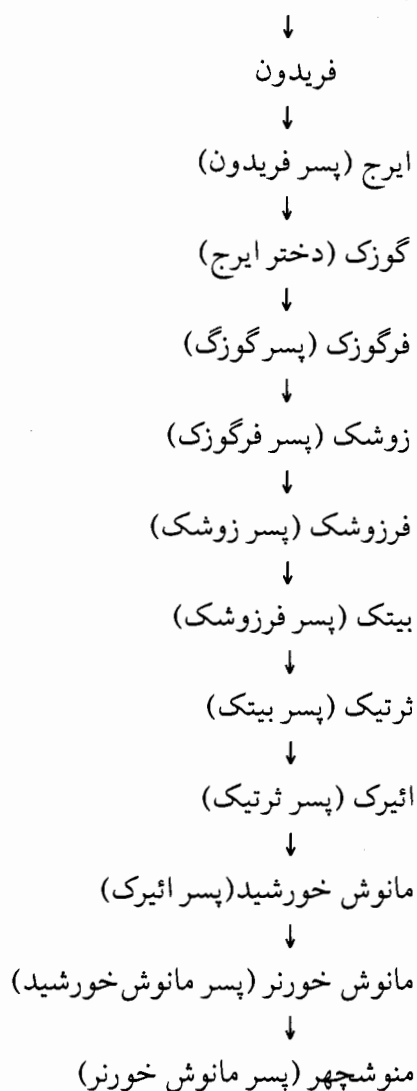 ↓
فریدون
↓
ایرج (پسر فریدون)
↓
گوزک (دختر ایرج)
↓
فرگوزک (پسر گوزگ)
↓
زوشک (پسر فرگوزک)
↓
فرزوشک (پسر زوشک)
↓
بیتک (پسر فرزوشک)
↓
ثرتیک (پسر بیتک)
↓
ائیرک (پسر ثرتیک)
↓
مانوش خورشید(پسر ائیرک)
↓
مانوش خورنر (پسر مانوش‌خورشید)
↓
منوشچهر (پسر مانوش خورنر)